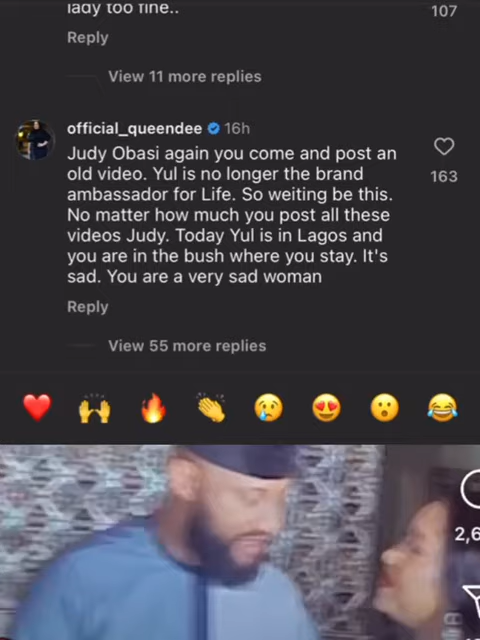 lady too fine..
107
Reply
View 11 more replies
official_queendee 16h
Judy Obasi again you come and post an
old video. Yul is no longer the brand
ambassador for Life. So weiting be this.
No matter how much you post all these
videos Judy. Today Yul is in Lagos and
you are in the bush where you stay. It's
sad. You are a very sad woman
163
Reply
View 55 more replies